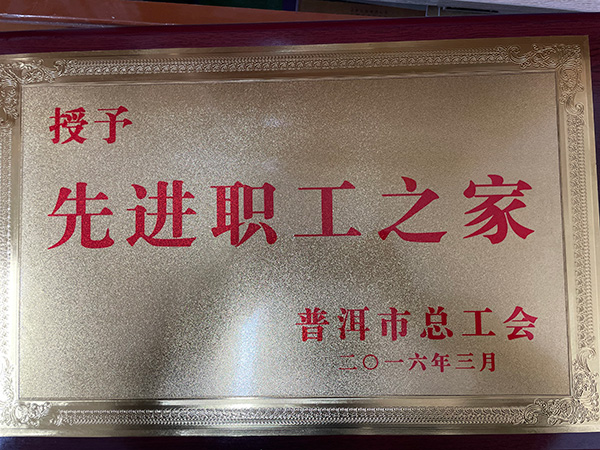 授予
先进职工之家
普洱市总工会
二〇一六年三月